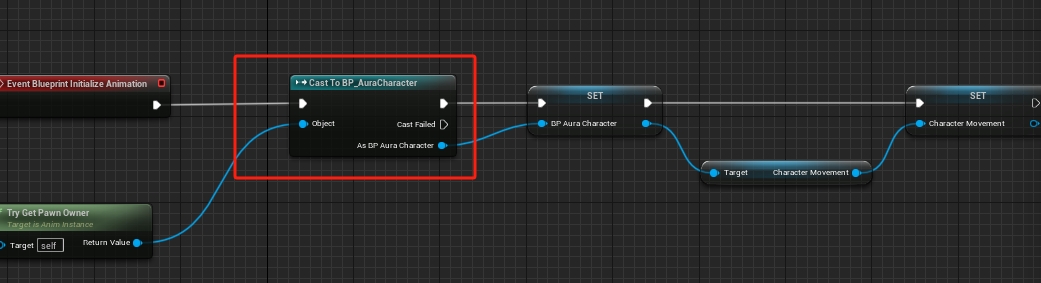 Event Blueprint Initialize Animation
Cast To BP_AuraCharacter
Object
Cast Failed
As BP Aura Character
SET
BP Aura Character
Target
Character Movement
SET
Character Movement
Try Get Pawn Owner
Target is Anim Instance
Target
self
Return Value